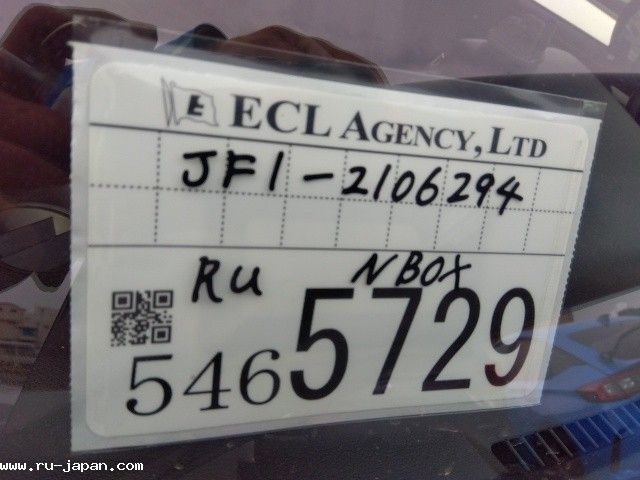 E ECL AGENCY, LTD
JF1-2106294
RU NBOX
5465729
www.ru-japan.com